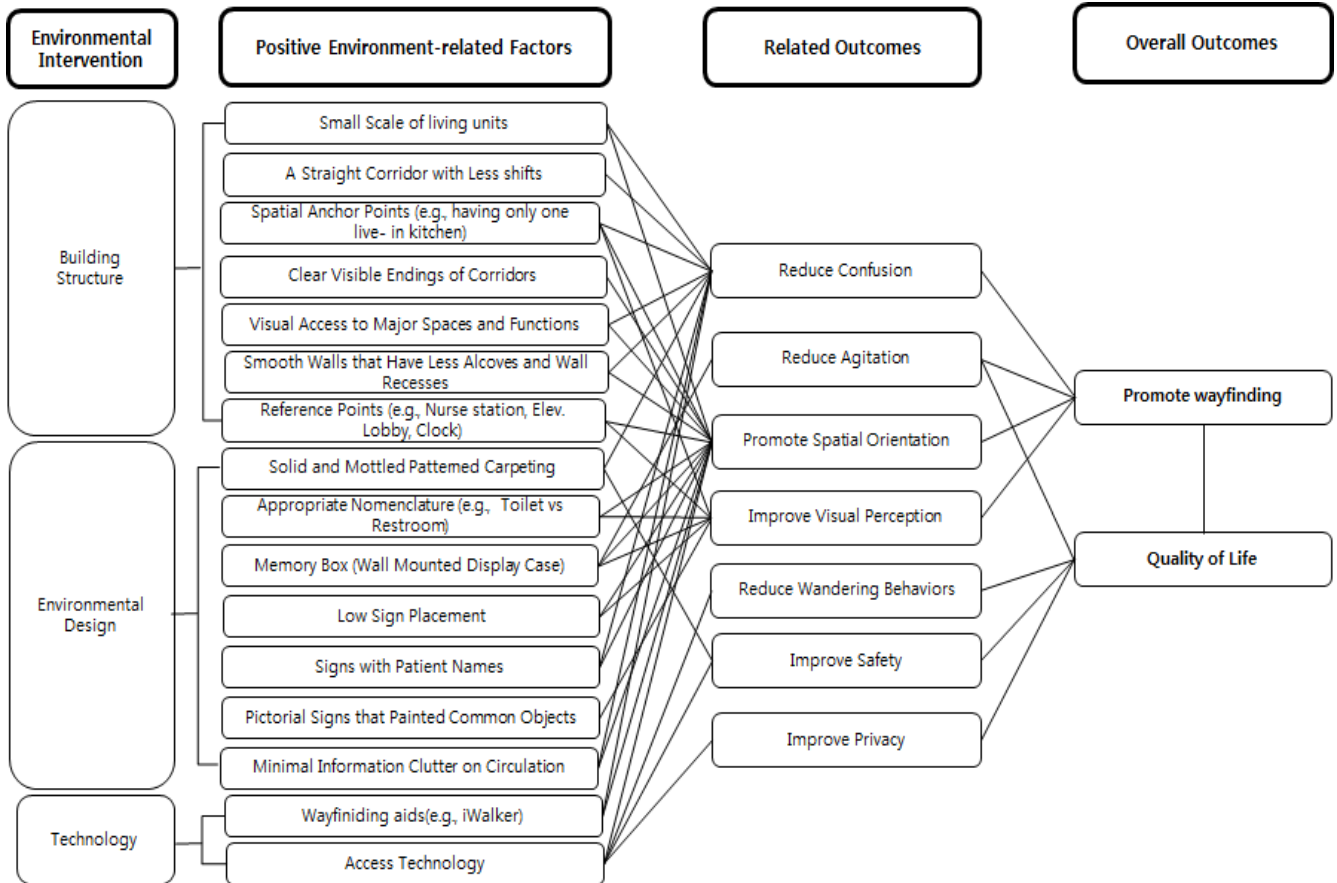 Environmental
Intervention
Positive Environment-related Factors
Related Outcomes
Overall Outcomes
Building
Structure
Small Scale of living units
A Straight Corridor with Less shifts
Spatial Anchor Points (e.g., having only one
live- in kitchen)
Clear Visible Endings of Corridors
Visual Access to Major Spaces and Functions
Smooth Walls that Have Less Alcoves and Wall
Recesses
Reference Points (e.g., Nurse station, Elev.
Lobby, Clock)
Environmental
Design
Solid and Mottled Patterned Carpeting
Appropriate Nomenclature (e.g., Toilet vs
Restroom)
Memory Box (Wall Mounted Display Case)
Low Sign Placement
Signs with Patient Names
Pictorial Signs that Painted Common Objects
Minimal Information Clutter on Circulation
Technology
Wayfiniding aids(e.g., iWalker)
Access Technology
Reduce Confusion
Reduce Agitation
Promote Spatial Orientation
Improve Visual Perception
Reduce Wandering Behaviors
Improve Safety
Improve Privacy
Promote wayfinding
Quality of Life